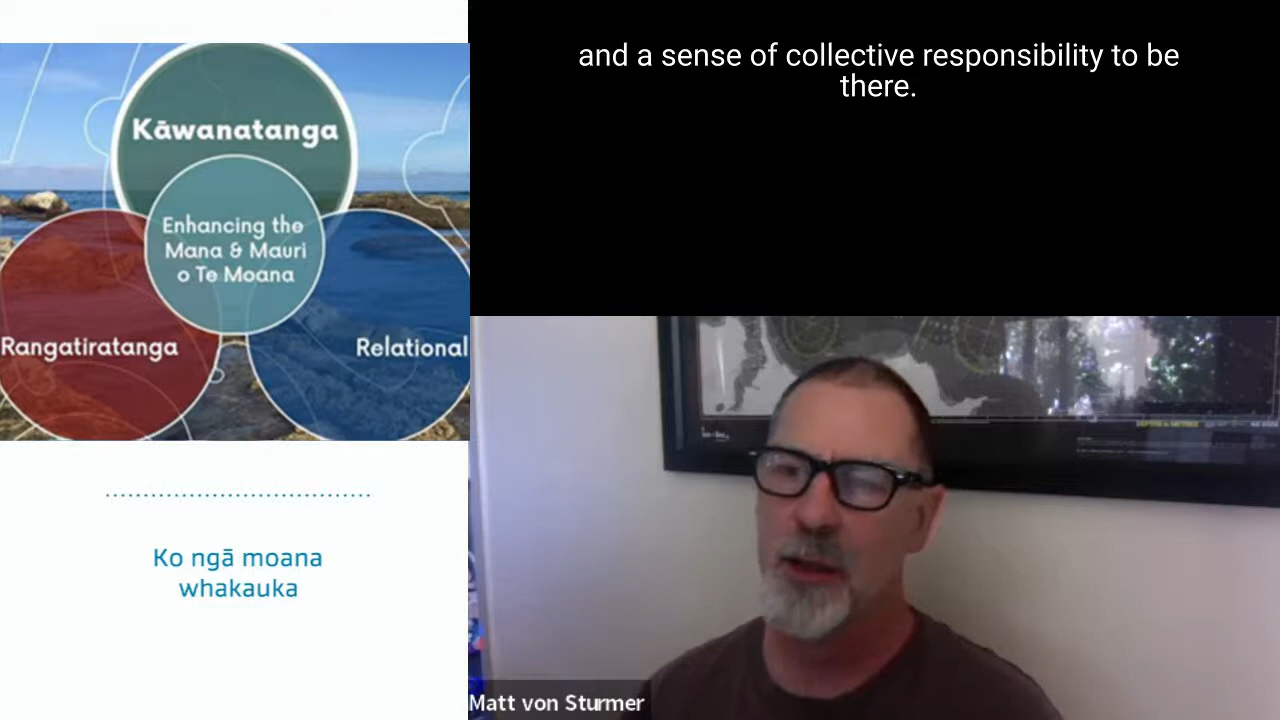 Kāwanatanga
Enhancing the
Mana & Mauri
o Te Moana
Rangatiratanga
Relational
Ko ngā moana
whakauka
and a sense of collective responsibility to be
there.
Matt von Sturmer